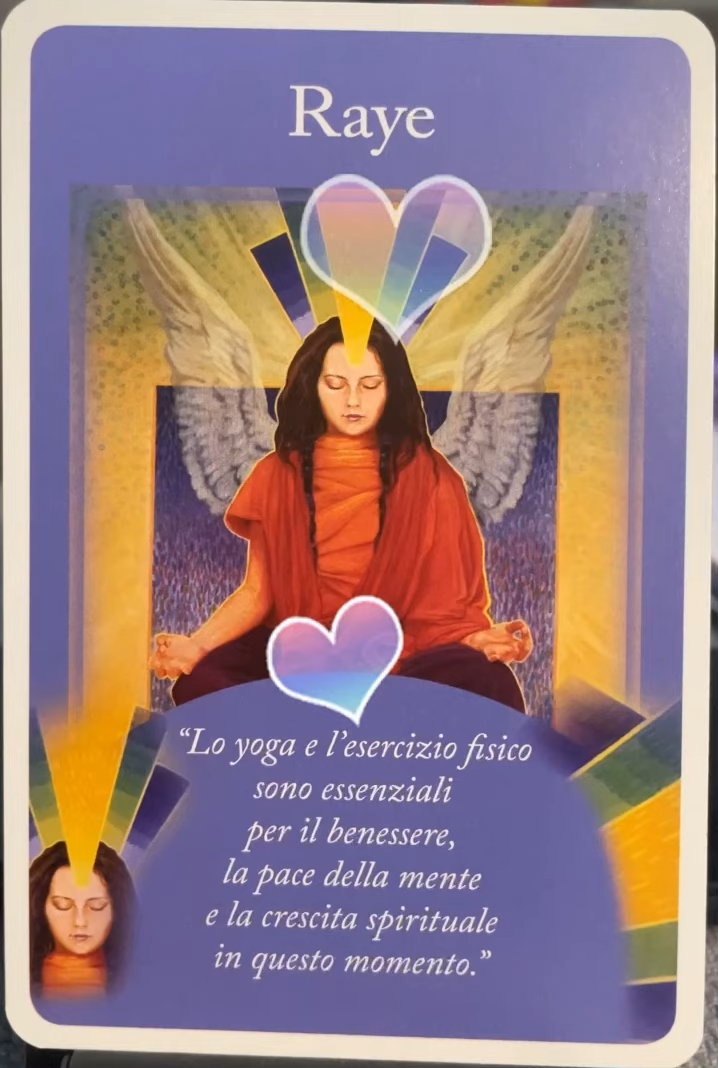 Raye
“Lo yoga e l’esercizio fisico
sono essenziali
per il benessere,
la pace della mente
e la crescita spirituale
in questo momento.”